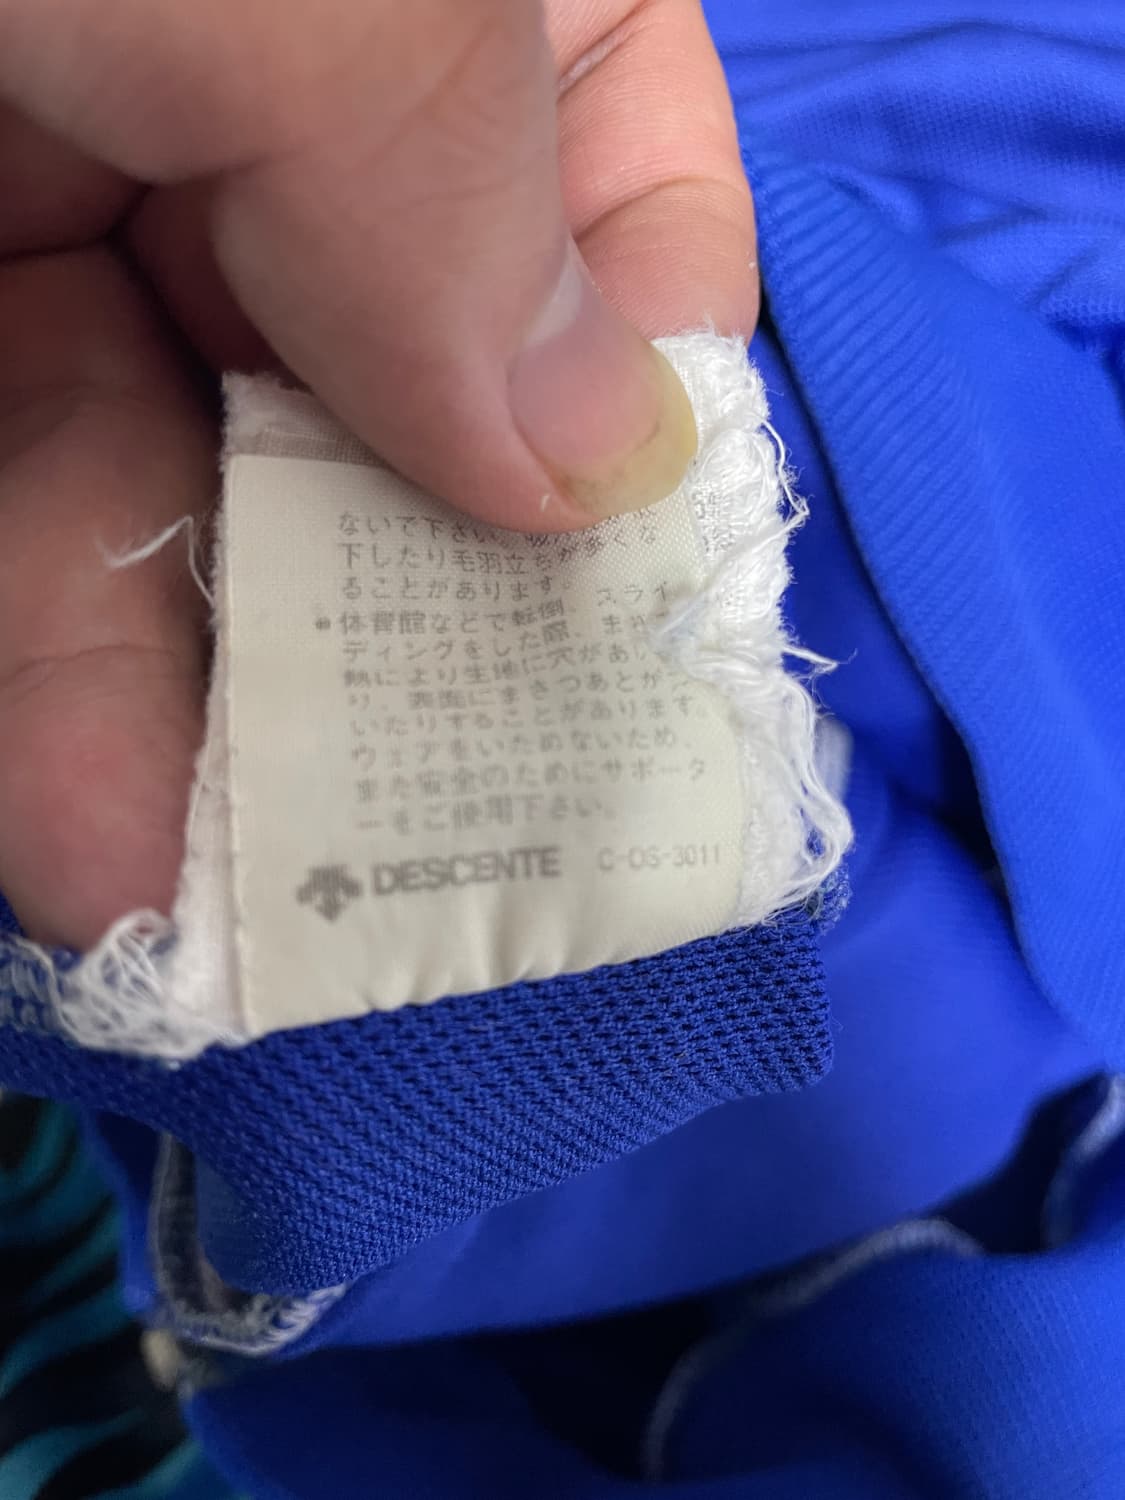 ないで下さい。
下したり毛羽立ちが多くな
ることがあります。
●体育館などで転倒、スライ
ディングをした際、まれ
熱により生地に穴があい
り、表面にまさつあとが
いたりすることがあります。
ウェアをいためないため、
また安全のためにサポータ
ーをご使用下さい。
DESCENTE C-OS-3011